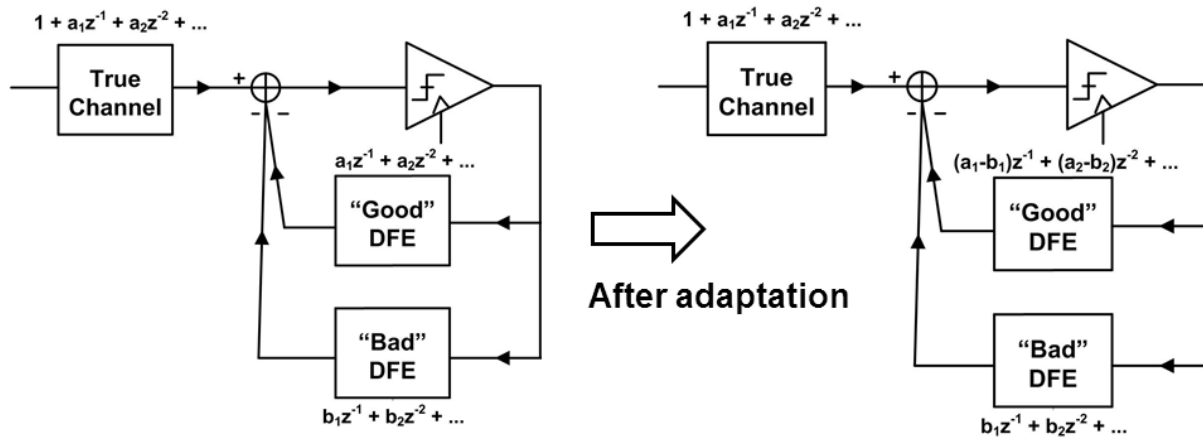 1 + a₁z⁻¹ + a₂z⁻² + ...
True
Channel
+
-
-
a₁z⁻¹ + a₂z⁻² + ...
"Good"
DFE
"Bad"
DFE
b₁z⁻¹ + b₂z⁻² + ...
After adaptation
1 + a₁z⁻¹ + a₂z⁻² + ...
True
Channel
+
-
-
(a₁-b₁)z⁻¹ + (a₂-b₂)z⁻² + ...
"Good"
DFE
"Bad"
DFE
b₁z⁻¹ + b₂z⁻² + ...